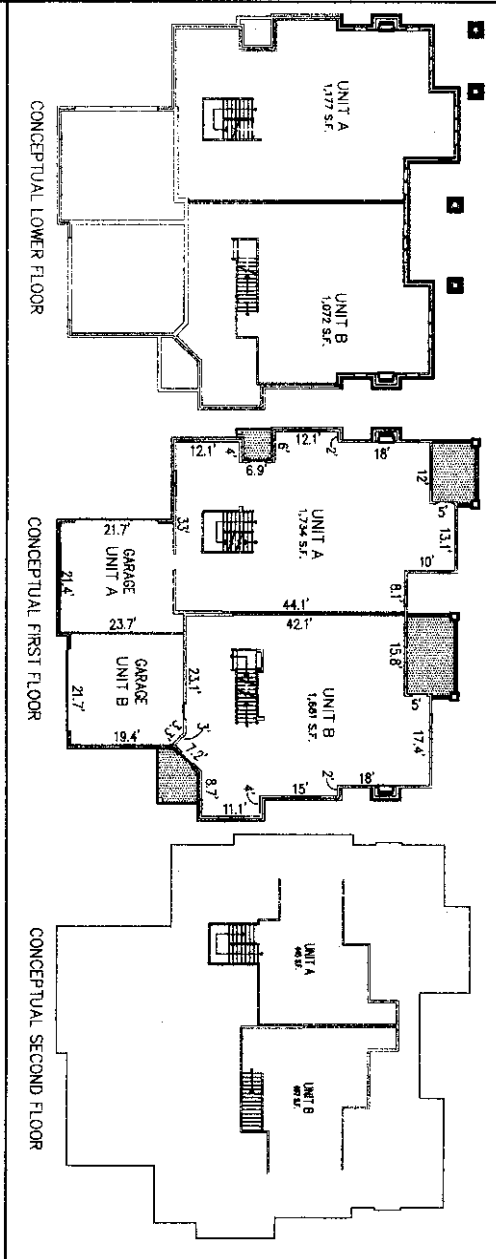 UNIT A
1,177 S.F.
UNIT B
1,072 S.F.
CONCEPTUAL LOWER FLOOR
12.1'
4'
6.9'
6'
12.1'
2'
18'
12'
5'
13.1'
10'
8.1'
33'
UNIT A
1,734 S.F.
44.1'
42.1'
21.7'
GARAGE
UNIT A
21.4'
23.7'
GARAGE
UNIT B
21.7'
19.4'
23.1'
3'
3.3'
7.2'
8.7'
11.1'
4'
15'
2'
18'
UNIT B
1,681 S.F.
15.8'
5'
17.4'
CONCEPTUAL FIRST FLOOR
UNIT A
S.F.
UNIT B
S.F.
CONCEPTUAL SECOND FLOOR